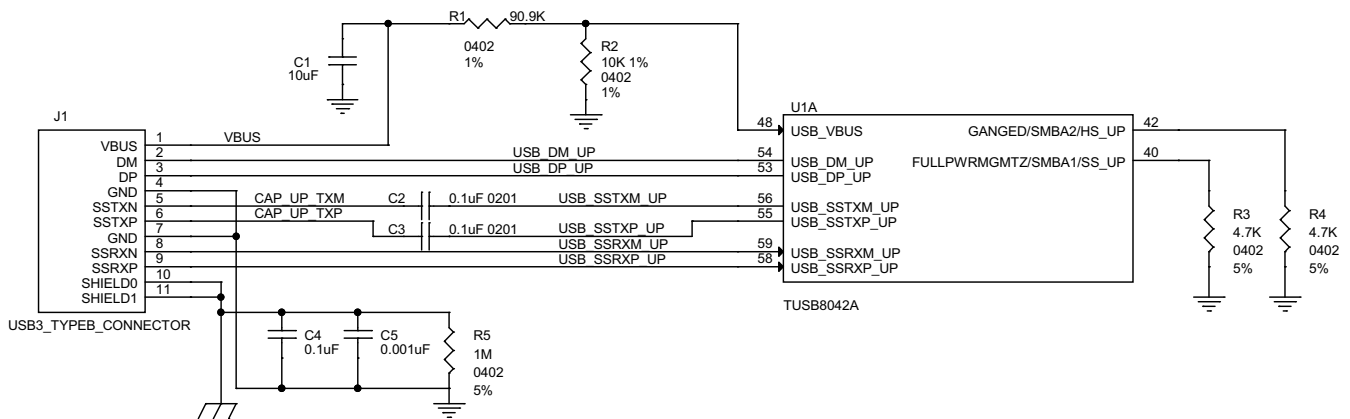 R1 90.9K
0402
1%
C1
10uF
R2
10K 1%
0402
1%
J1
VBUS 1 VBUS
DM 2 USB_DM_UP
DP 3 USB_DP_UP
GND 4
SSTXN 5 CAP_UP_TXM C2 0.1uF 0201 USB_SSTXM_UP
SSTXP 6 CAP_UP_TXP
C3 0.1uF 0201 USB_SSTXP_UP
GND 7
SSRXN 8 USB_SSRXM_UP
SSRXP 9 USB_SSRXP_UP
SHIELD0 10
SHIELD1 11
USB3_TYPEB_CONNECTOR
U1A
48 USB_VBUS
54 USB_DM_UP
53 USB_DP_UP
56 USB_SSTXM_UP
55 USB_SSTXP_UP
59 USB_SSRXM_UP
58 USB_SSRXP_UP
GANGED/SMBA2/HS_UP 42
FULLPWRMGMTZ/SMBA1/SS_UP 40
TUSB8042A
R3
4.7K
0402
5%
R4
4.7K
0402
5%
C4
0.1uF
C5
0.001uF
R5
1M
0402
5%